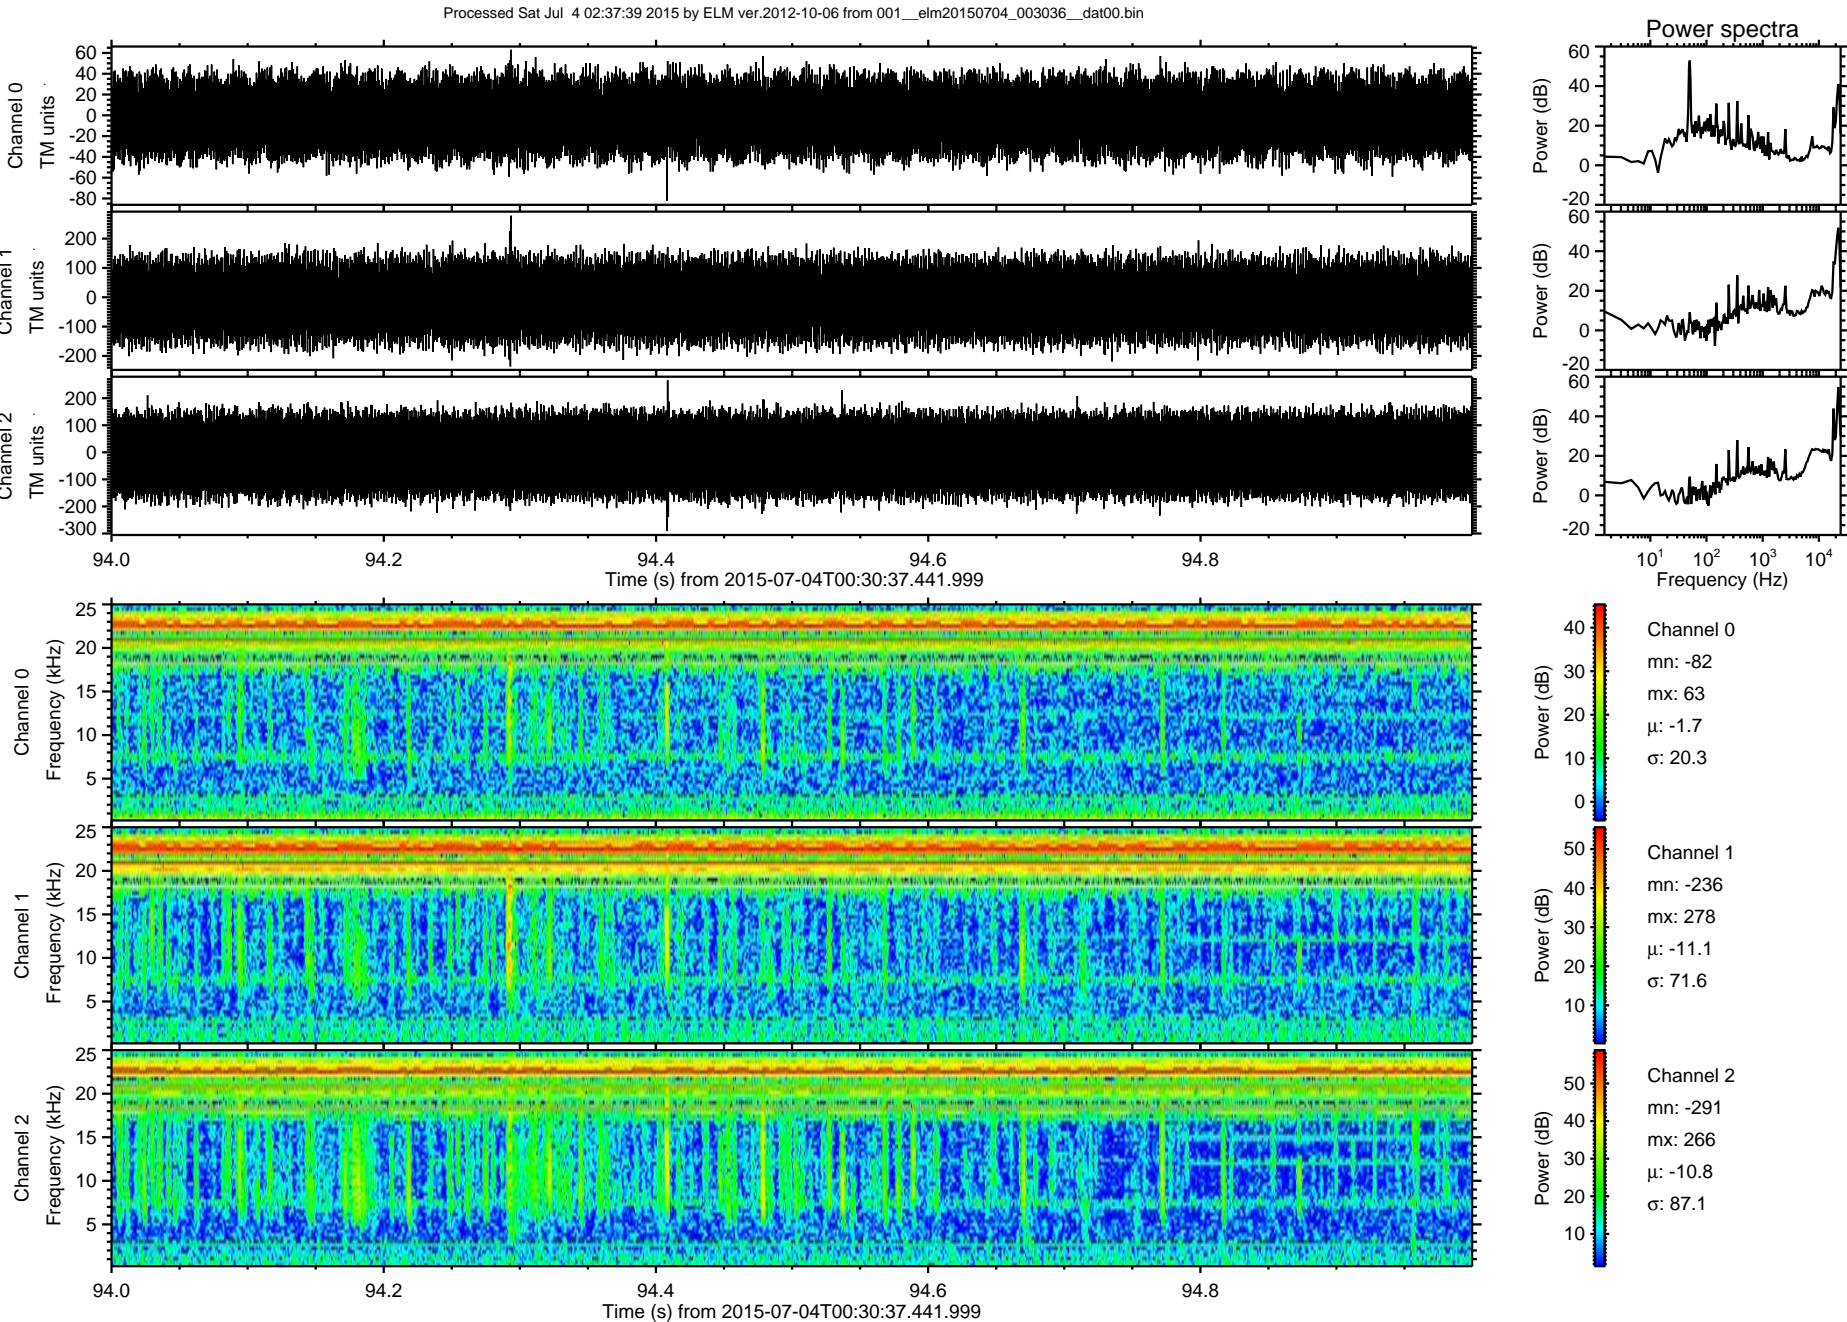 Processed Sat Jul  4 02:37:39 2015 by ELM ver.2012-10-06 from 001__elm20150704_003036__dat00.bin
Power spectra
Channel 0
TM units
60
40
20
0
-20
-40
-60
-80
Power (dB)
60
40
20
0
-20
Channel 1
TM units
200
100
0
-100
-200
Power (dB)
60
40
20
0
-20
Channel 2
TM units
200
100
0
-100
-200
-300
Power (dB)
60
40
20
0
-20
94.0 94.2 94.4 94.6 94.8
Time (s) from 2015-07-04T00:30:37.441.999
10¹ 10² 10³ 10⁴
Frequency (Hz)
Channel 0
Frequency (kHz)
25
20
15
10
5
Power (dB)
40
30
20
10
0
Channel 0
mn: -82
mx: 63
μ: -1.7
σ: 20.3
Channel 1
Frequency (kHz)
25
20
15
10
5
Power (dB)
50
40
30
20
10
Channel 1
mn: -236
mx: 278
μ: -11.1
σ: 71.6
Channel 2
Frequency (kHz)
25
20
15
10
5
Power (dB)
50
40
30
20
10
Channel 2
mn: -291
mx: 266
μ: -10.8
σ: 87.1
94.0 94.2 94.4 94.6 94.8
Time (s) from 2015-07-04T00:30:37.441.999